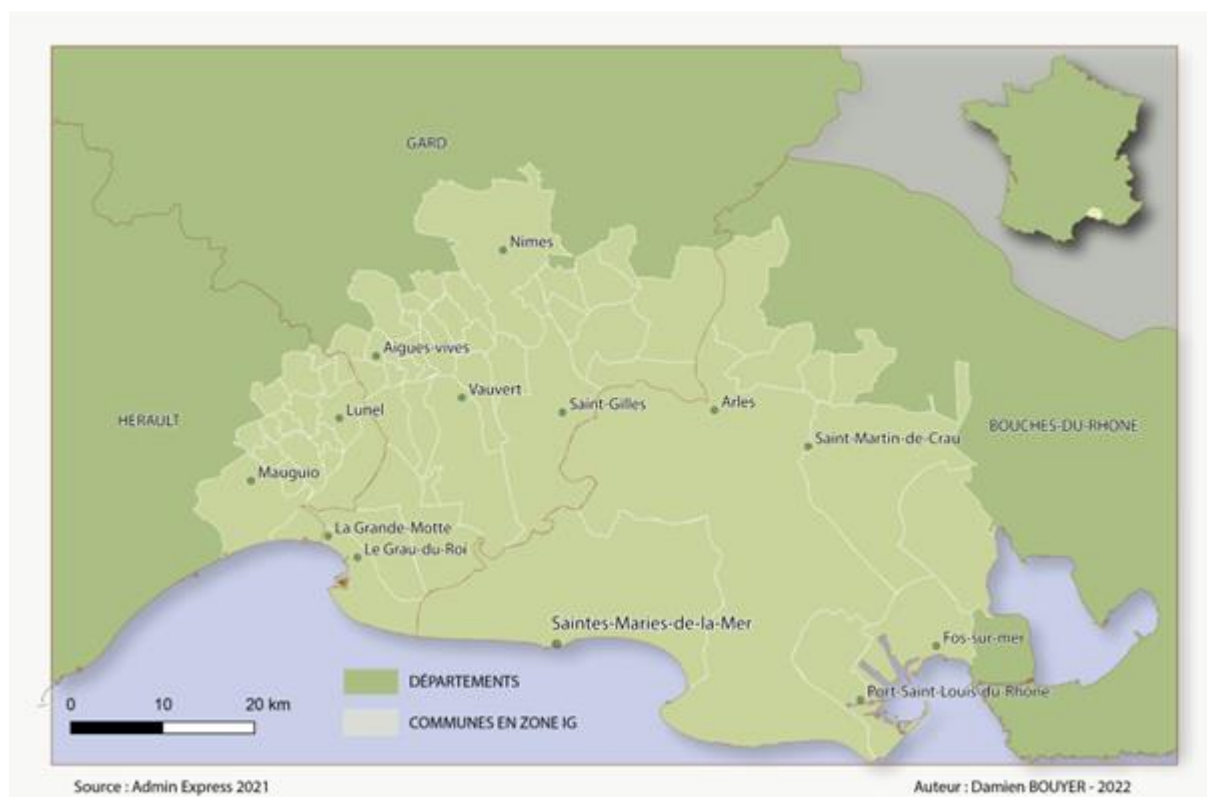 GARD
Nimes
Aigues-vives
Vauvert
HERAULT
Lunel
Saint-Gilles
Arles
BOUCHES-DU-RHONE
Saint-Martin-de-Crau
Mauguio
La Grande-Motte
Le Grau-du-Roi
Saintes-Maries-de-la-Mer
Fos-sur-mer
Port-Saint-Louis-du-Rhône
DÉPARTEMENTS
COMMUNES EN ZONE IG
0 10 20 km
Source : Admin Express 2021
Auteur : Damien BOUYER - 2022